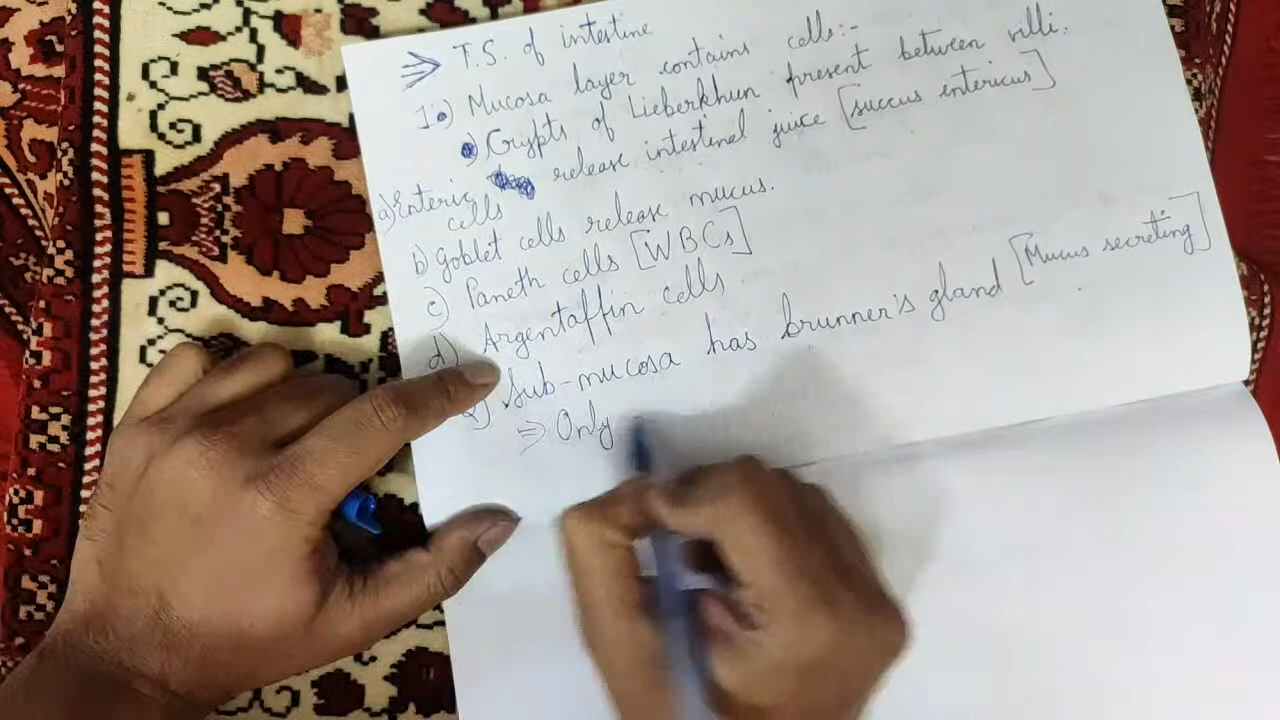 ⇒ T.S. of intestine
1.) Mucosa layer contains cells:-
Crypts of Lieberkhun present between villi.
a) Enteric cells release intestinal juice [succus entericus]
b) Goblet cells release mucus.
c) Paneth cells [WBCs]
d) Argentaffin cells.
2) Sub-mucosa has brunner's gland [Mucus secreting]
⇒ Only